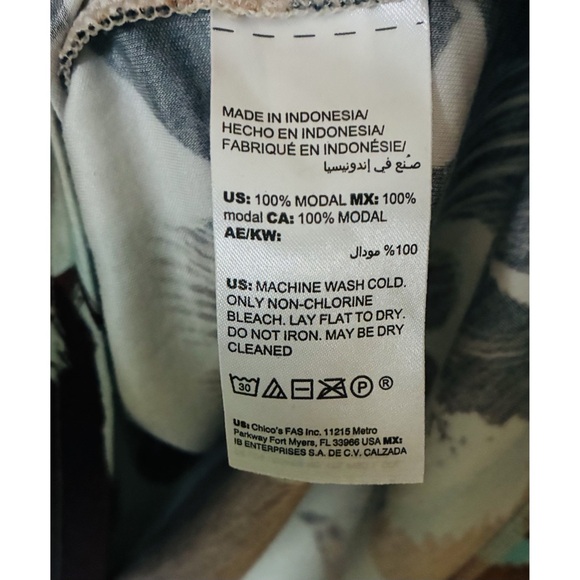 MADE IN INDONESIA/
HECHO EN INDONESIA/
FABRIQUÉ EN INDONÉSIE/
صُنع في إندونيسيا
US: 100% MODAL MX: 100%
modal CA: 100% MODAL
AE/KW:
100% مودال
US: MACHINE WASH COLD.
ONLY NON-CHLORINE
BLEACH. LAY FLAT TO DRY.
DO NOT IRON. MAY BE DRY
CLEANED
30 P ®
US: Chico's FAS Inc. 11215 Metro
Parkway Fort Myers, FL 33966 USA MX:
IB ENTERPRISES S.A. DE C.V. CALZADA